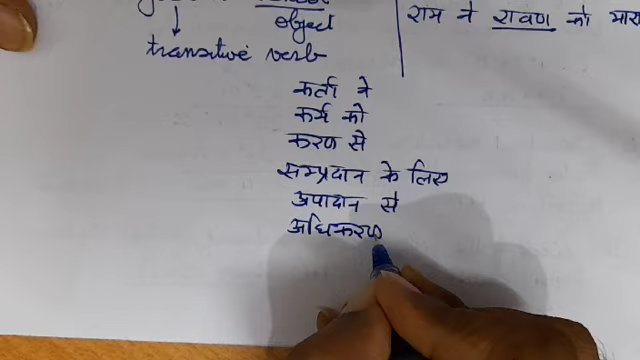 object
transitive verb
राम ने रावण को मारा
कर्ता ने
कर्म को
करण से
सम्प्रदान के लिए
अपादान से
अधिकरण